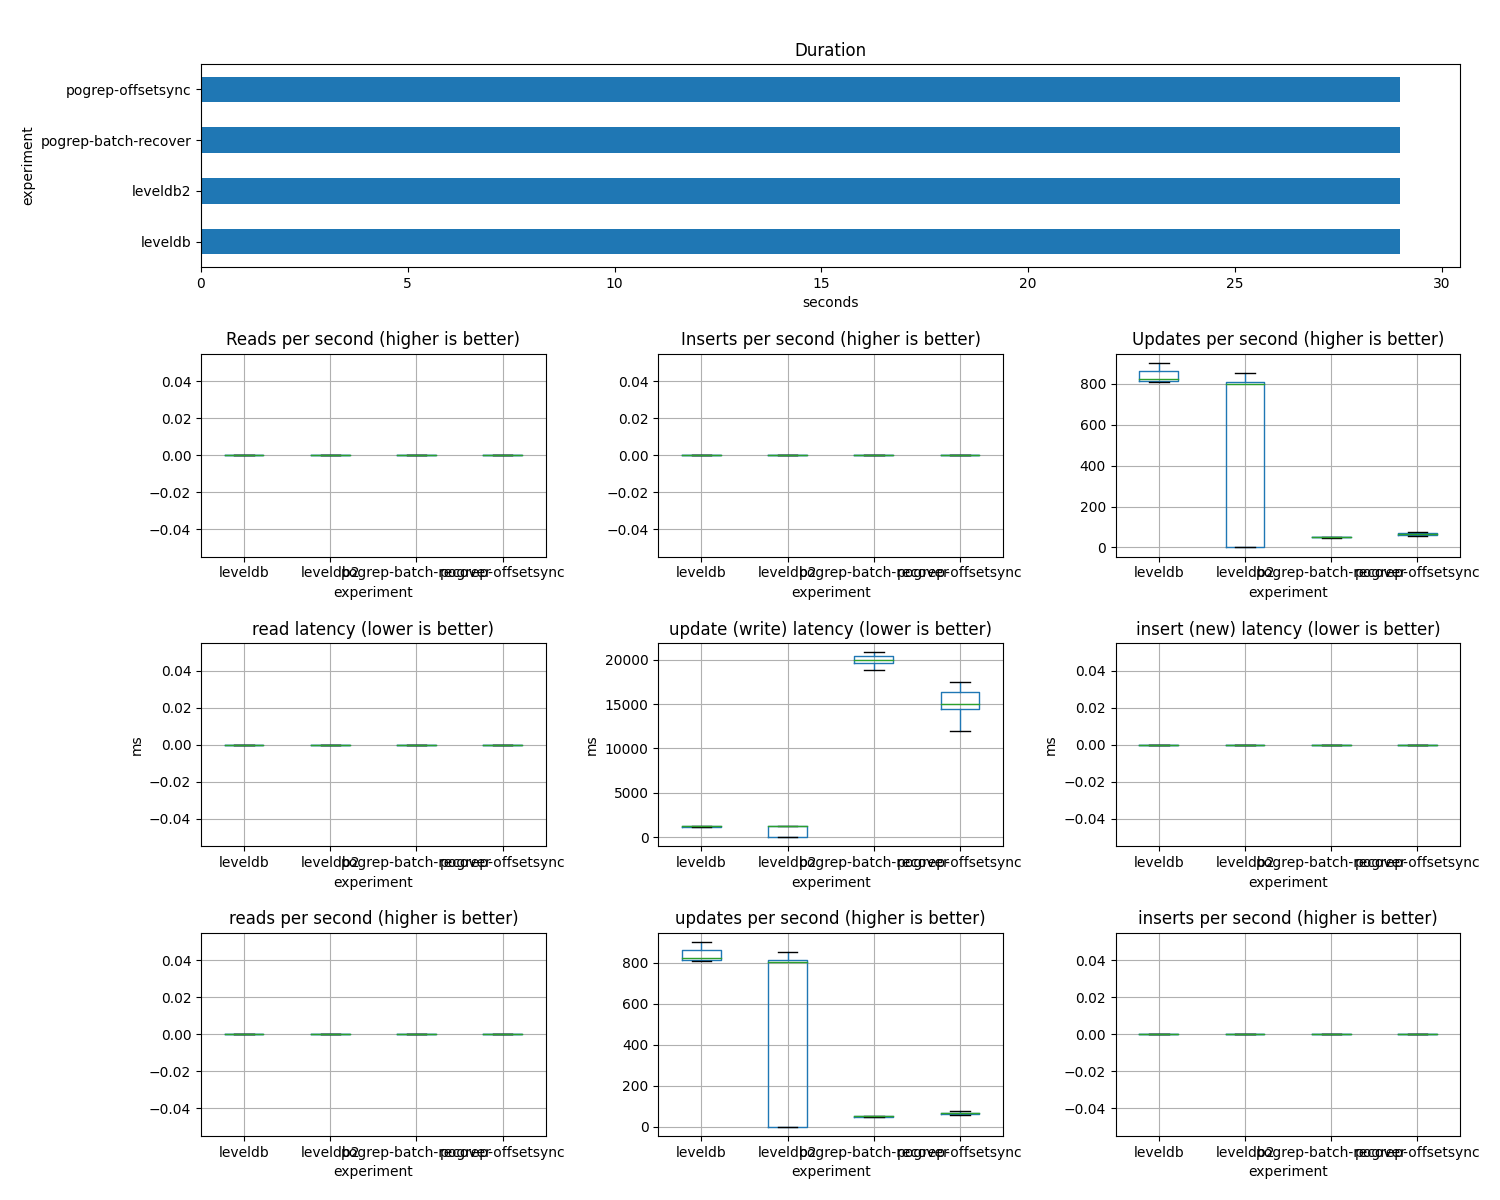 Duration
experiment
pogrep-offsetsync
pogrep-batch-recover
leveldb2
leveldb
0 5 10 15 20 25 30
seconds
Reads per second (higher is better)
0.04
0.02
0.00
−0.02
−0.04
leveldb leveldb2 pogrep-batch-recover pogrep-offsetsync
experiment
Inserts per second (higher is better)
0.04
0.02
0.00
−0.02
−0.04
leveldb leveldb2 pogrep-batch-recover pogrep-offsetsync
experiment
Updates per second (higher is better)
800
600
400
200
0
leveldb leveldb2 pogrep-batch-recover pogrep-offsetsync
experiment
read latency (lower is better)
ms
0.04
0.02
0.00
−0.02
−0.04
leveldb leveldb2 pogrep-batch-recover pogrep-offsetsync
experiment
update (write) latency (lower is better)
ms
20000
15000
10000
5000
0
leveldb leveldb2 pogrep-batch-recover pogrep-offsetsync
experiment
insert (new) latency (lower is better)
ms
0.04
0.02
0.00
−0.02
−0.04
leveldb leveldb2 pogrep-batch-recover pogrep-offsetsync
experiment
reads per second (higher is better)
0.04
0.02
0.00
−0.02
−0.04
leveldb leveldb2 pogrep-batch-recover pogrep-offsetsync
experiment
updates per second (higher is better)
800
600
400
200
0
leveldb leveldb2 pogrep-batch-recover pogrep-offsetsync
experiment
inserts per second (higher is better)
0.04
0.02
0.00
−0.02
−0.04
leveldb leveldb2 pogrep-batch-recover pogrep-offsetsync
experiment